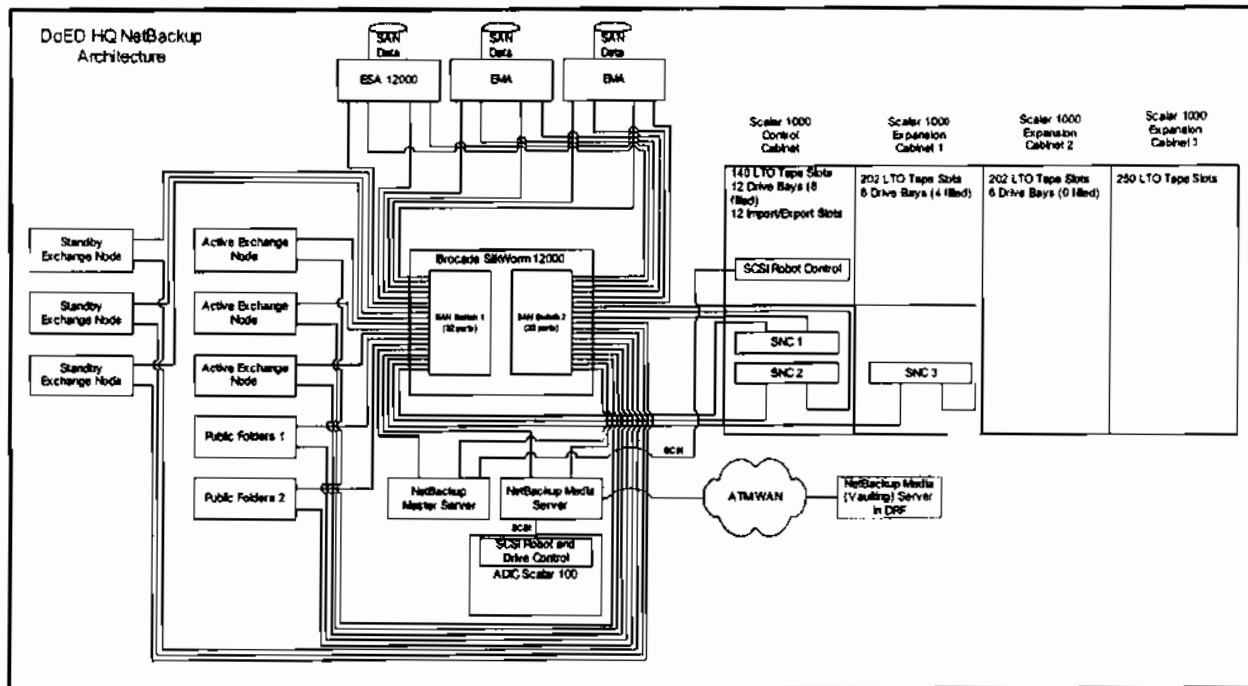 DoED HQ NetBackup
Architecture
SAN
Data
SAN
Data
SAN
Data
ESA 12000
EMA
EMA
Scalar 1000
Control
Cabinet
Scalar 1000
Expansion
Cabinet 1
Scalar 1000
Expansion
Cabinet 2
Scalar 1000
Expansion
Cabinet 3
140 LTO Tape Slots
12 Drive Bays (8
filled)
12 Import/Export Slots
202 LTO Tape Slots
6 Drive Bays (4 filled)
202 LTO Tape Slots
6 Drive Bays (0 filled)
250 LTO Tape Slots
Standby
Exchange Node
Active Exchange
Node
Brocade SilkWorm 12000
SCSI Robot Control
Standby
Exchange Node
Active Exchange
Node
SAN Switch 1
(32 ports)
SAN Switch 2
(32 ports)
SNC 1
Standby
Exchange Node
Active Exchange
Node
SNC 2
SNC 3
Public Folders 1
SCSI
Public Folders 2
NetBackup
Master Server
NetBackup Media
Server
ATM WAN
NetBackup Media
(Vaulting) Server
in DRF
SCSI
SCSI Robot and
Drive Control
ADIC Scalar 100